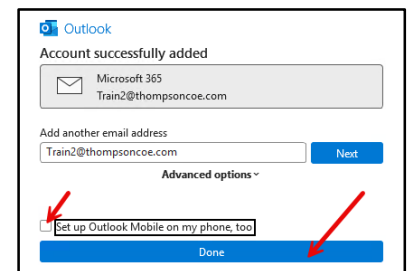 Outlook
Account successfully added
Microsoft 365
Train2@thompsoncoe.com
Add another email address
Train2@thompsoncoe.com Next
Advanced options
Set up Outlook Mobile on my phone, too
Done